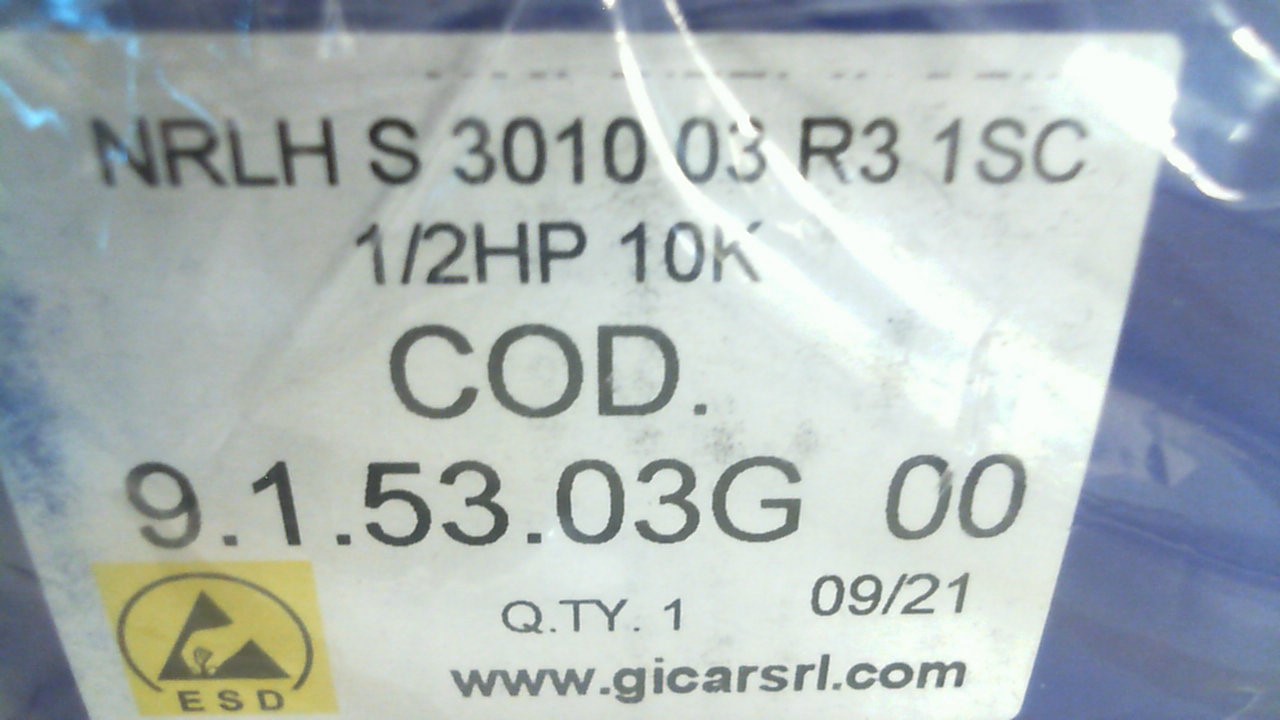 NRLH S 3010 03 R3 1SC
1/2HP 10K
COD.
9.1.53.03G 00
09/21
Q.TY. 1
www.gicarsrl.com
ESD